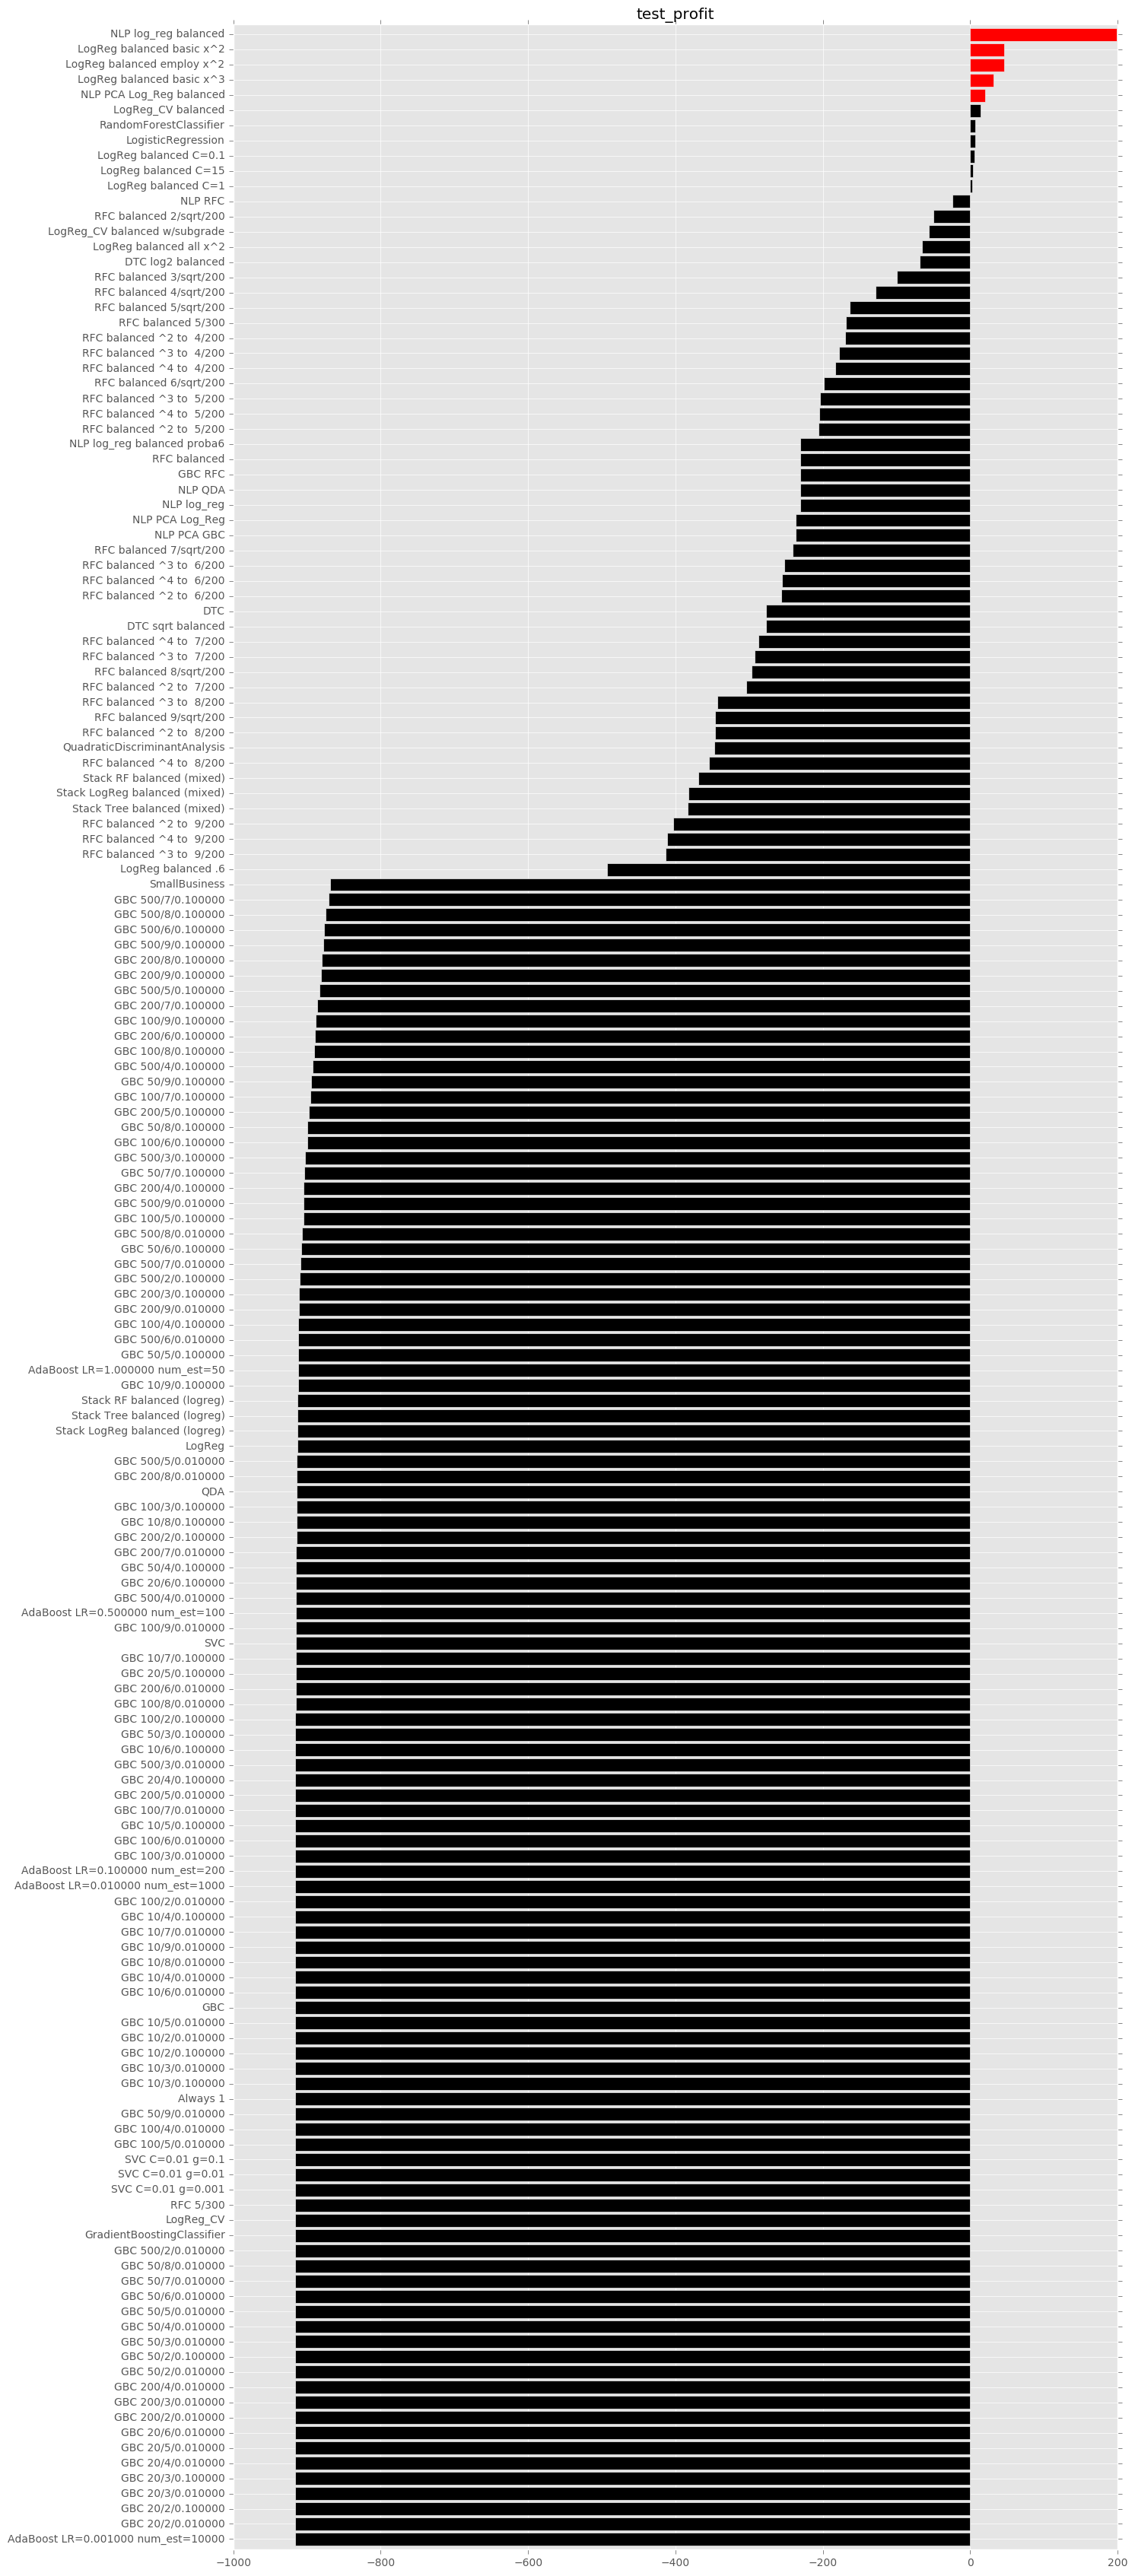 test_profit
NLP log_reg balanced
LogReg balanced basic x^2
LogReg balanced employ x^2
LogReg balanced basic x^3
NLP PCA Log_Reg balanced
LogReg_CV balanced
RandomForestClassifier
LogisticRegression
LogReg balanced C=0.1
LogReg balanced C=15
LogReg balanced C=1
NLP RFC
RFC balanced 2/sqrt/200
LogReg_CV balanced w/subgrade
LogReg balanced all x^2
DTC log2 balanced
RFC balanced 3/sqrt/200
RFC balanced 4/sqrt/200
RFC balanced 5/sqrt/200
RFC balanced 5/300
RFC balanced ^2 to  4/200
RFC balanced ^3 to  4/200
RFC balanced ^4 to  4/200
RFC balanced 6/sqrt/200
RFC balanced ^3 to  5/200
RFC balanced ^4 to  5/200
RFC balanced ^2 to  5/200
NLP log_reg balanced proba6
RFC balanced
GBC RFC
NLP QDA
NLP log_reg
NLP PCA Log_Reg
NLP PCA GBC
RFC balanced 7/sqrt/200
RFC balanced ^3 to  6/200
RFC balanced ^4 to  6/200
RFC balanced ^2 to  6/200
DTC
DTC sqrt balanced
RFC balanced ^4 to  7/200
RFC balanced ^3 to  7/200
RFC balanced 8/sqrt/200
RFC balanced ^2 to  7/200
RFC balanced ^3 to  8/200
RFC balanced 9/sqrt/200
RFC balanced ^2 to  8/200
QuadraticDiscriminantAnalysis
RFC balanced ^4 to  8/200
Stack RF balanced (mixed)
Stack LogReg balanced (mixed)
Stack Tree balanced (mixed)
RFC balanced ^2 to  9/200
RFC balanced ^4 to  9/200
RFC balanced ^3 to  9/200
LogReg balanced .6
SmallBusiness
GBC 500/7/0.100000
GBC 500/8/0.100000
GBC 500/6/0.100000
GBC 500/9/0.100000
GBC 200/8/0.100000
GBC 200/9/0.100000
GBC 500/5/0.100000
GBC 200/7/0.100000
GBC 100/9/0.100000
GBC 200/6/0.100000
GBC 100/8/0.100000
GBC 500/4/0.100000
GBC 50/9/0.100000
GBC 100/7/0.100000
GBC 200/5/0.100000
GBC 50/8/0.100000
GBC 100/6/0.100000
GBC 500/3/0.100000
GBC 50/7/0.100000
GBC 200/4/0.100000
GBC 500/9/0.010000
GBC 100/5/0.100000
GBC 500/8/0.010000
GBC 50/6/0.100000
GBC 500/7/0.010000
GBC 500/2/0.100000
GBC 200/3/0.100000
GBC 200/9/0.010000
GBC 100/4/0.100000
GBC 500/6/0.010000
GBC 50/5/0.100000
AdaBoost LR=1.000000 num_est=50
GBC 10/9/0.100000
Stack RF balanced (logreg)
Stack Tree balanced (logreg)
Stack LogReg balanced (logreg)
LogReg
GBC 500/5/0.010000
GBC 200/8/0.010000
QDA
GBC 100/3/0.100000
GBC 10/8/0.100000
GBC 200/2/0.100000
GBC 200/7/0.010000
GBC 50/4/0.100000
GBC 20/6/0.100000
GBC 500/4/0.010000
AdaBoost LR=0.500000 num_est=100
GBC 100/9/0.010000
SVC
GBC 10/7/0.100000
GBC 20/5/0.100000
GBC 200/6/0.010000
GBC 100/8/0.010000
GBC 100/2/0.100000
GBC 50/3/0.100000
GBC 10/6/0.100000
GBC 500/3/0.010000
GBC 20/4/0.100000
GBC 200/5/0.010000
GBC 100/7/0.010000
GBC 10/5/0.100000
GBC 100/6/0.010000
GBC 100/3/0.010000
AdaBoost LR=0.100000 num_est=200
AdaBoost LR=0.010000 num_est=1000
GBC 100/2/0.010000
GBC 10/4/0.100000
GBC 10/7/0.010000
GBC 10/9/0.010000
GBC 10/8/0.010000
GBC 10/4/0.010000
GBC 10/6/0.010000
GBC
GBC 10/5/0.010000
GBC 10/2/0.010000
GBC 10/2/0.100000
GBC 10/3/0.010000
GBC 10/3/0.100000
Always 1
GBC 50/9/0.010000
GBC 100/4/0.010000
GBC 100/5/0.010000
SVC C=0.01 g=0.1
SVC C=0.01 g=0.01
SVC C=0.01 g=0.001
RFC 5/300
LogReg_CV
GradientBoostingClassifier
GBC 500/2/0.010000
GBC 50/8/0.010000
GBC 50/7/0.010000
GBC 50/6/0.010000
GBC 50/5/0.010000
GBC 50/4/0.010000
GBC 50/3/0.010000
GBC 50/2/0.100000
GBC 50/2/0.010000
GBC 200/4/0.010000
GBC 200/3/0.010000
GBC 200/2/0.010000
GBC 20/6/0.010000
GBC 20/5/0.010000
GBC 20/4/0.010000
GBC 20/3/0.100000
GBC 20/3/0.010000
GBC 20/2/0.100000
GBC 20/2/0.010000
AdaBoost LR=0.001000 num_est=10000
−1000 −800 −600 −400 −200 0 200